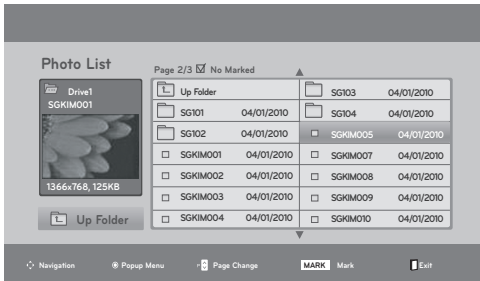 Photo List
Page 2/3 ☑ No Marked
Drive1
SGKIM001
1366x768, 125KB
Up Folder
Up Folder
SG101 04/01/2010
SG102 04/01/2010
SGKIM001 04/01/2010
SGKIM002 04/01/2010
SGKIM003 04/01/2010
SGKIM004 04/01/2010
SG103 04/01/2010
SG104 04/01/2010
SGKIM005 04/01/2010
SGKIM007 04/01/2010
SGKIM008 04/01/2010
SGKIM009 04/01/2010
SGKIM010 04/01/2010
Navigation Popup Menu P Page Change MARK Mark Exit